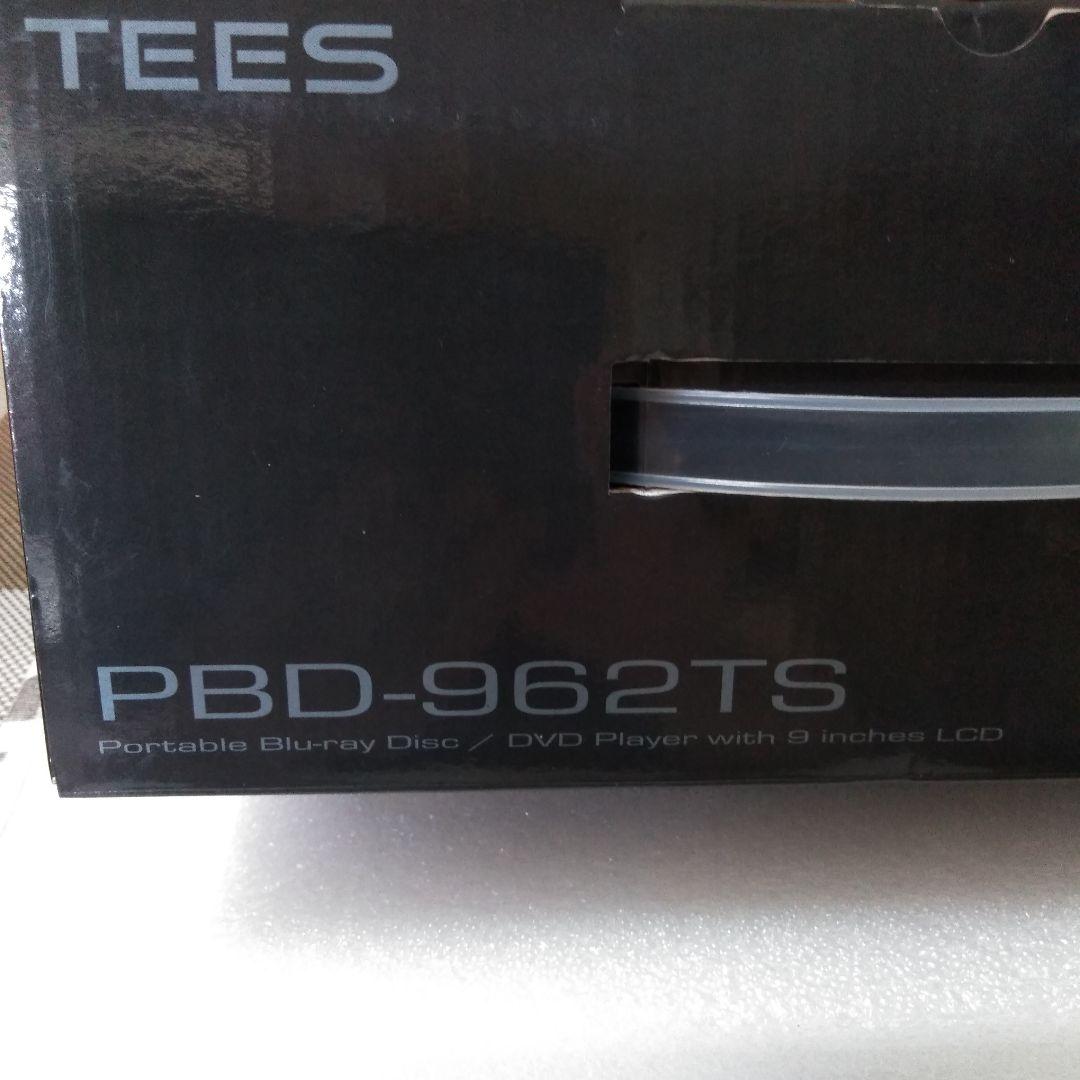 TEES
PBD-962TS
Portable Blu-ray Disc / DVD Player with 9 inches LCD